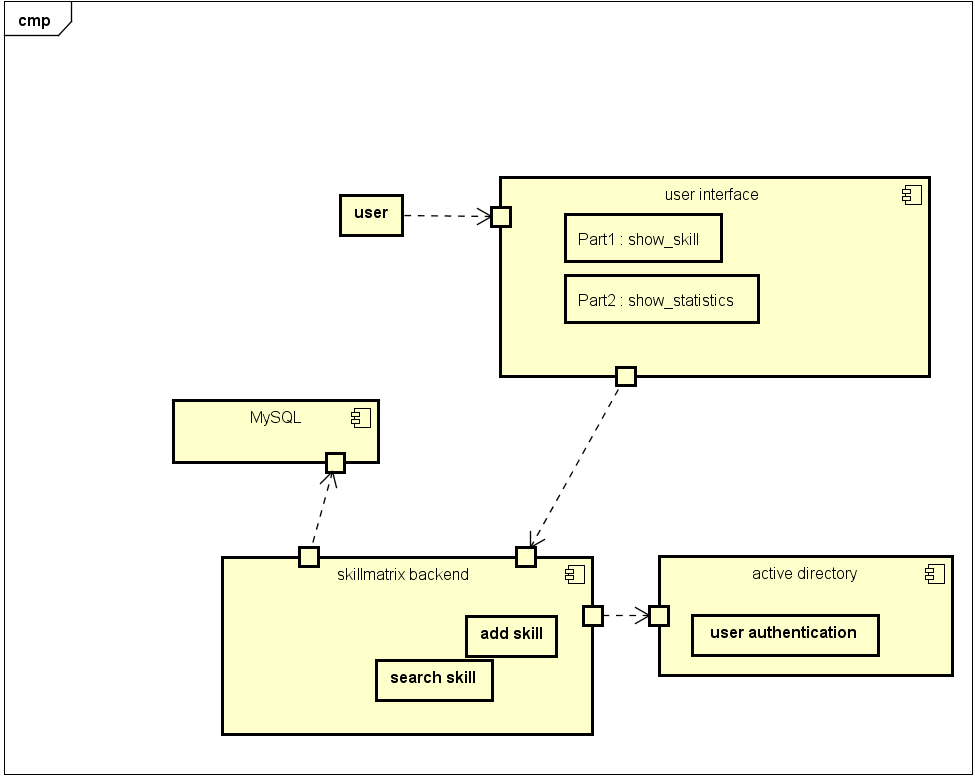 cmp
user interface
user
Part1 : show_skill
Part2 : show_statistics
MySQL
skillmatrix backend
active directory
add skill
user authentication
search skill